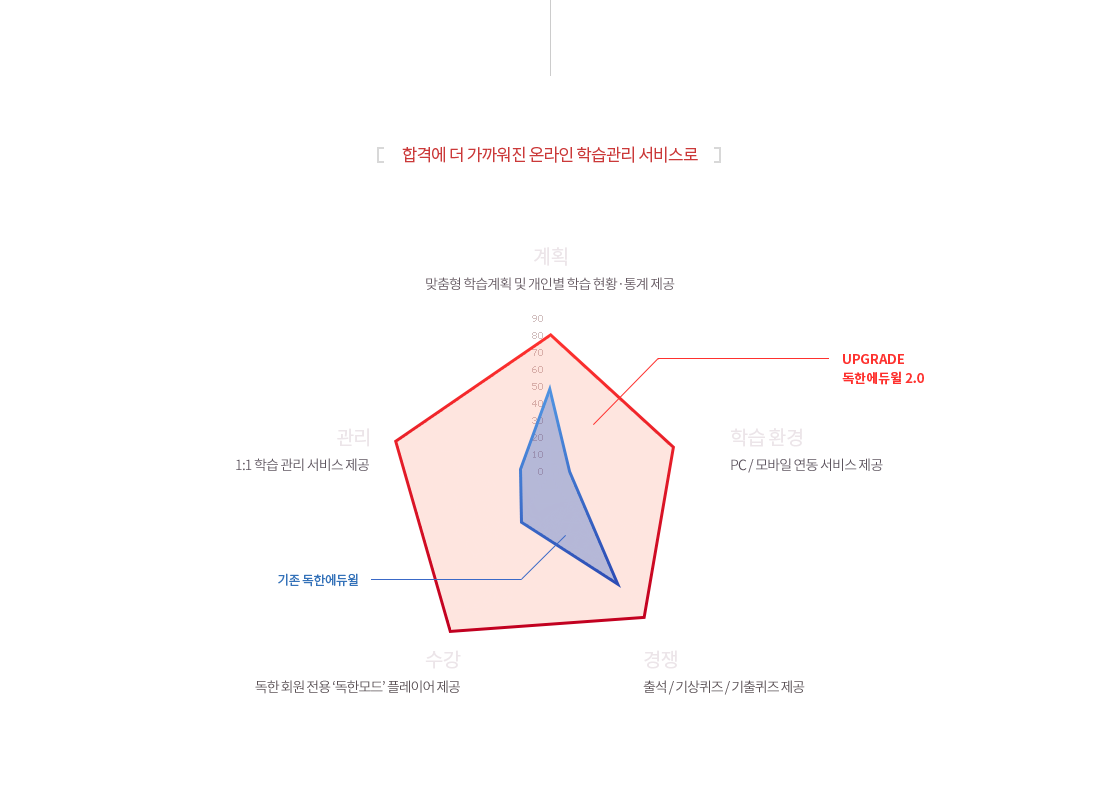 합격에 더 가까워진 온라인 학습관리 서비스로
계획
맞춤형 학습계획 및 개인별 학습 현황·통계 제공
90
80
70
60
50
40
30
20
10
0
UPGRADE
독한에듀윌 2.0
관리
1:1 학습 관리 서비스 제공
학습 환경
PC / 모바일 연동 서비스 제공
기존 독한에듀윌
수강
독한 회원 전용 ‘독한모드’ 플레이어 제공
경쟁
출석 / 기상퀴즈 / 기출퀴즈 제공